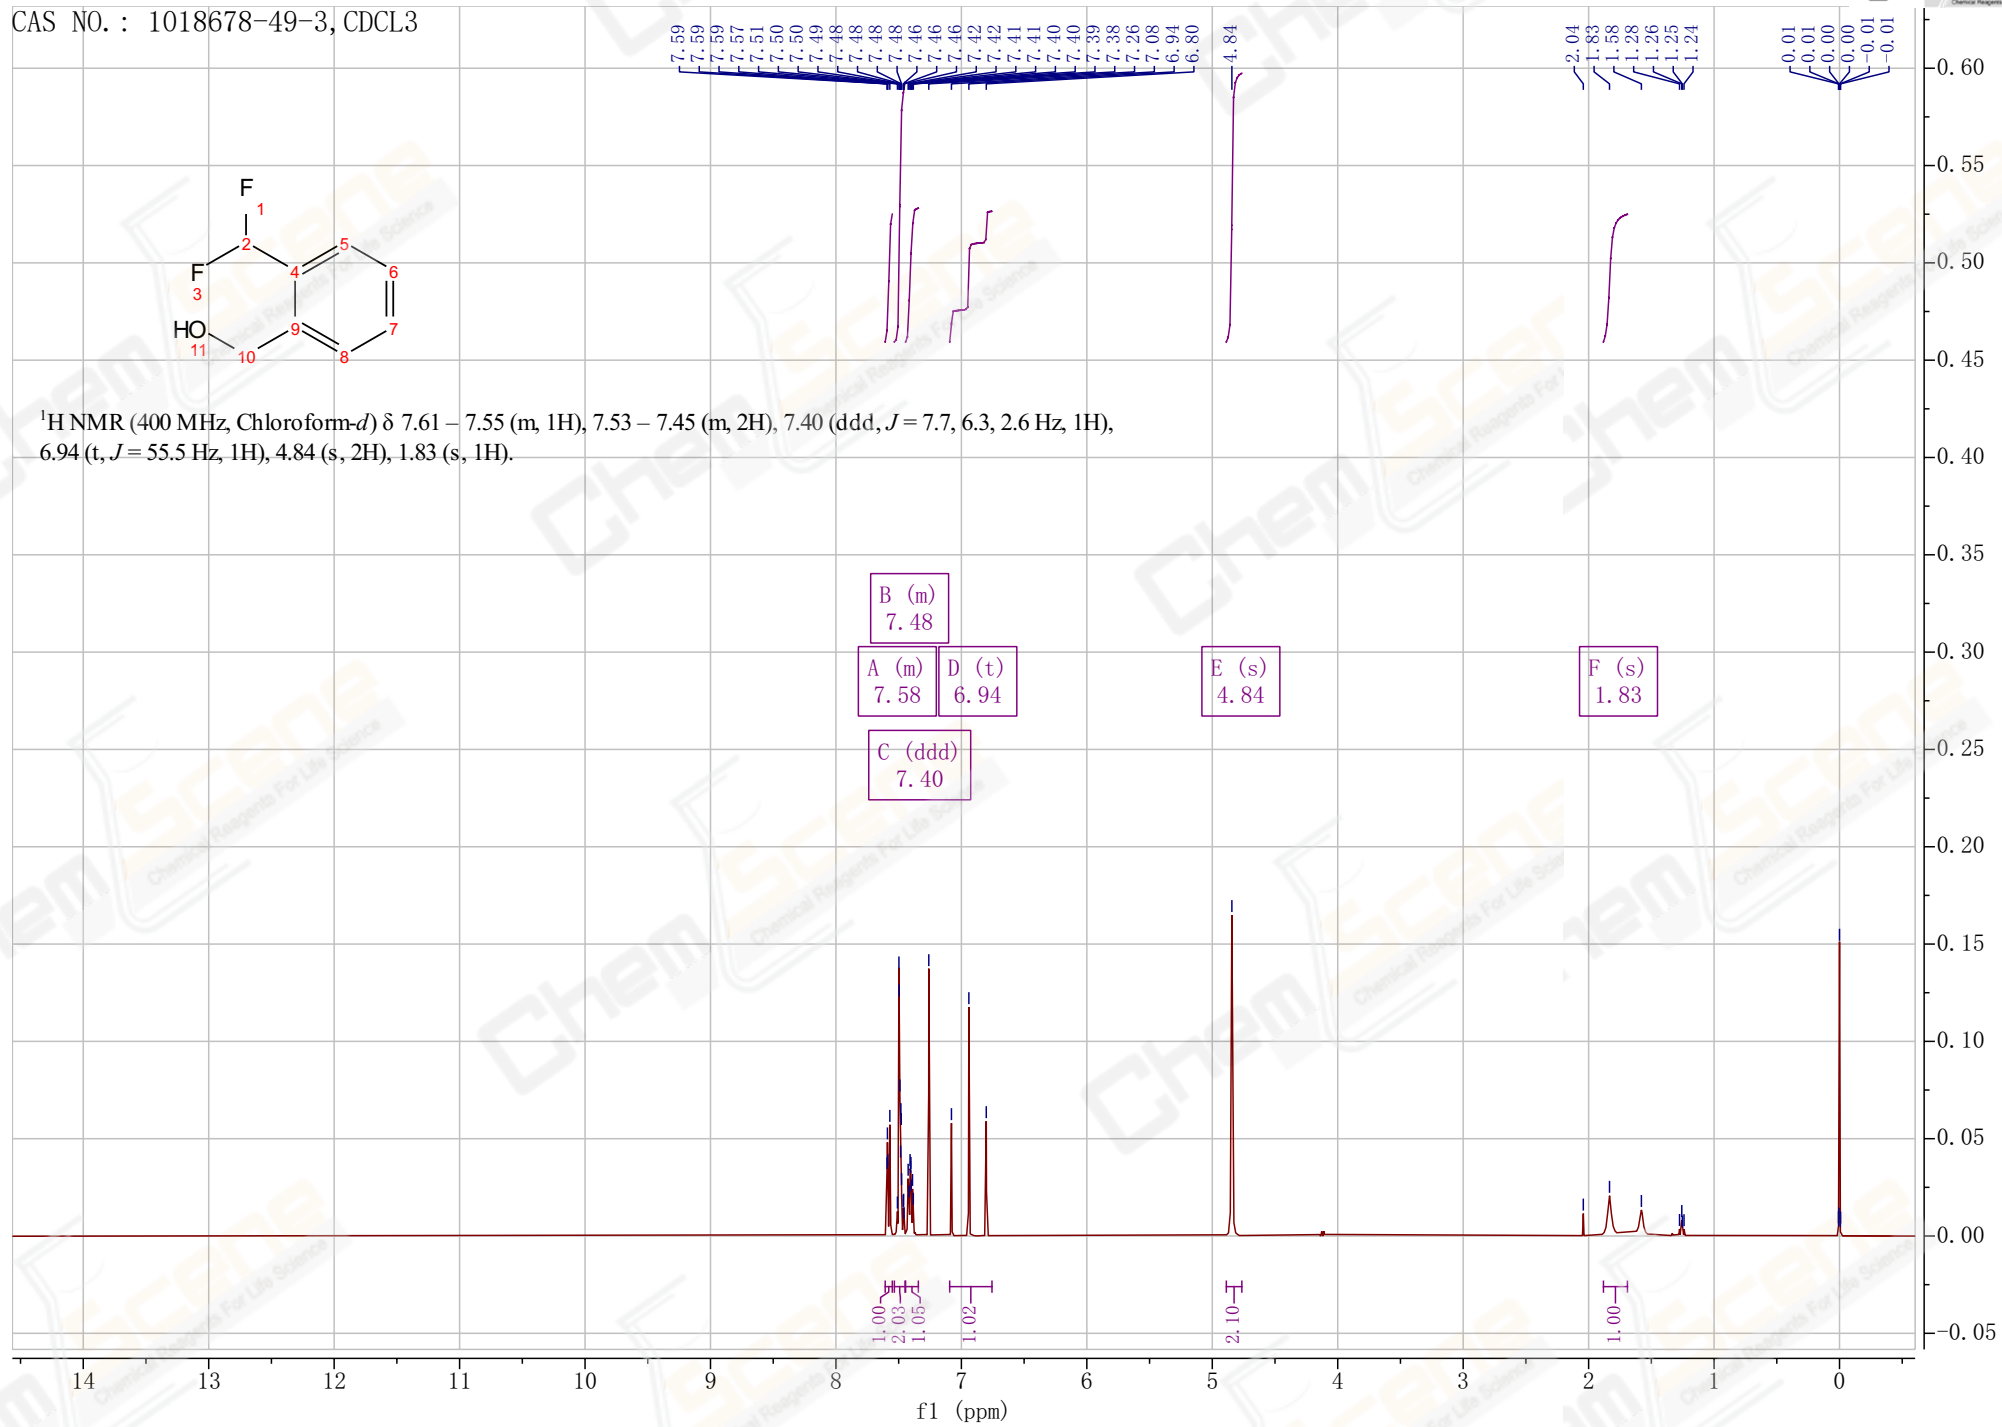 CAS NO.: 1018678-49-3, CDCL3
7.59 7.59 7.59 7.57 7.51 7.50 7.50 7.49 7.48 7.48 7.48 7.48 7.46 7.46 7.46 7.42 7.42 7.41 7.41 7.40 7.40 7.39 7.38 7.26 7.08 6.94 6.80 4.84 2.04 1.83 1.58 1.28 1.26 1.25 1.24 0.01 0.01 0.00 0.00 -0.01 -0.01
F
1
2
5
F
4
6
3
HO
9
7
11
10
8
¹H NMR (400 MHz, Chloroform-d) δ 7.61 – 7.55 (m, 1H), 7.53 – 7.45 (m, 2H), 7.40 (ddd, J = 7.7, 6.3, 2.6 Hz, 1H),
6.94 (t, J = 55.5 Hz, 1H), 4.84 (s, 2H), 1.83 (s, 1H).
B (m)
7.48
A (m)
7.58
D (t)
6.94
E (s)
4.84
F (s)
1.83
C (ddd)
7.40
0.60
0.55
0.50
0.45
0.40
0.35
0.30
0.25
0.20
0.15
0.10
0.05
0.00
-0.05
1.00 2.03 1.05 1.02 2.10 1.00
14 13 12 11 10 9 8 7 6 5 4 3 2 1 0
f1 (ppm)
Chem Scene
Chemical Reagents For Life Science